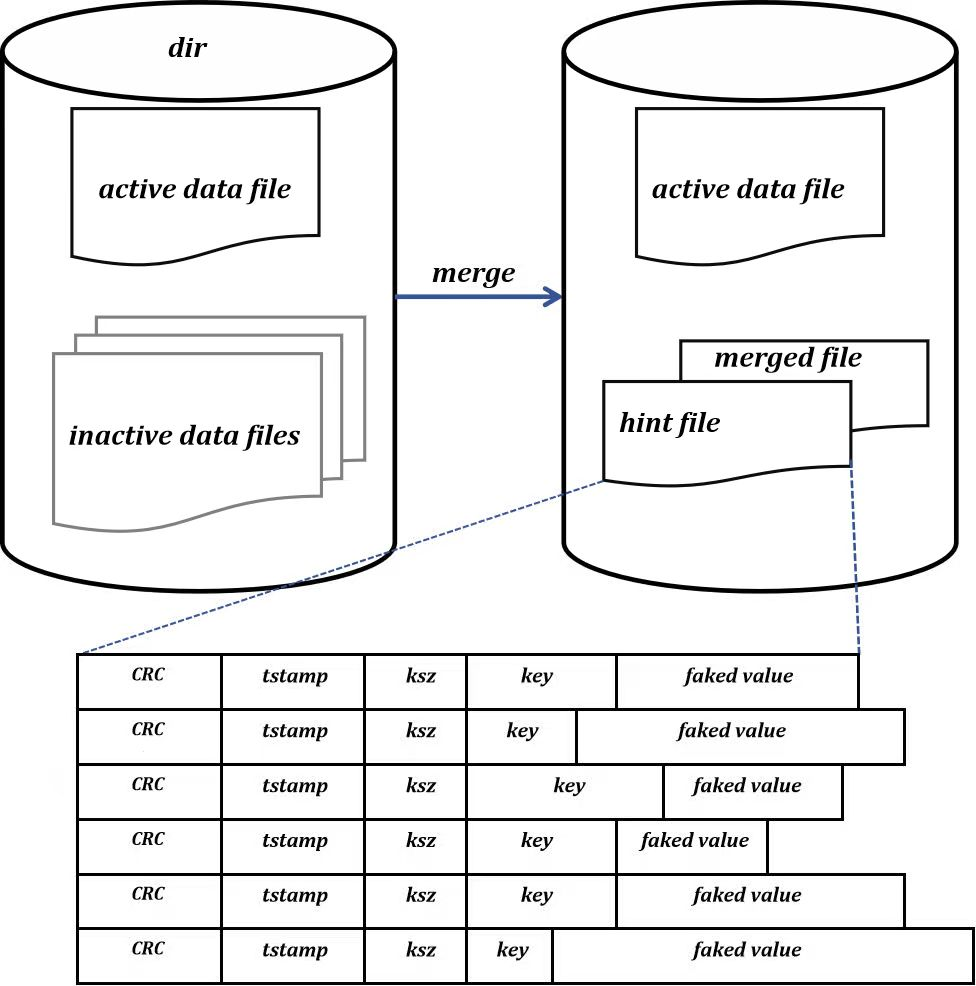 dir
active data file
active data file
merge
merged file
hint file
inactive data files
CRC tstamp ksz key faked value
CRC tstamp ksz key faked value
CRC tstamp ksz key faked value
CRC tstamp ksz key faked value
CRC tstamp ksz key faked value
CRC tstamp ksz key faked value